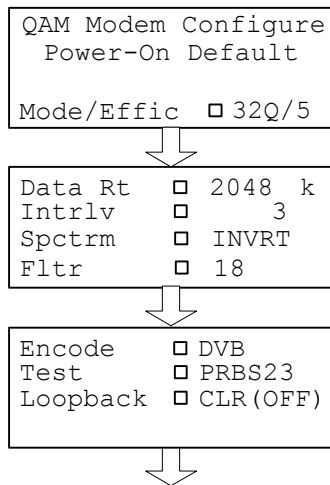 QAM Modem Configure
Power-On Default
Mode/Effic □ 32Q/5
Data Rt □ 2048 k
Intrlv □ 3
Spctrm □ INVRT
Fltr □ 18
Encode □ DVB
Test □ PRBS23
Loopback □ CLR(OFF)